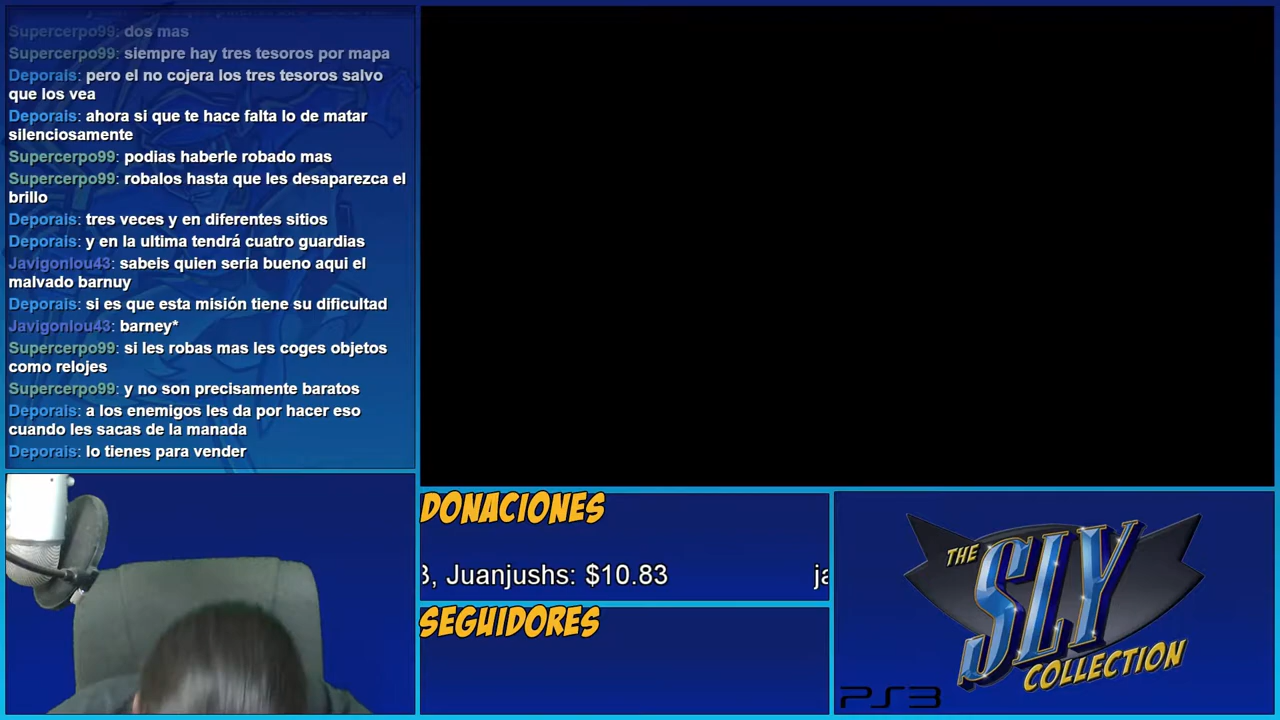 Supercerpo99: dos mas
Supercerpo99: siempre hay tres tesoros por mapa
Deporais: pero el no cojera los tres tesoros salvo
que los vea
Deporais: ahora si que te hace falta lo de matar
silenciosamente
Supercerpo99: podias haberle robado mas
Supercerpo99: robalos hasta que les desaparezca el
brillo
Deporais: tres veces y en diferentes sitios
Deporais: y en la ultima tendrá cuatro guardias
Javigonlou43: sabeis quien seria bueno aqui el
malvado barnuy
Deporais: si es que esta misión tiene su dificultad
Javigonlou43: barney*
Supercerpo99: si les robas mas les coges objetos
como relojes
Supercerpo99: y no son precisamente baratos
Deporais: a los enemigos les da por hacer eso
cuando les sacas de la manada
Deporais: lo tienes para vender
DONACIONES
, Juanjushs: $10.83
ja
SEGUIDORES
THE
SLY
COLLECTION
PS3